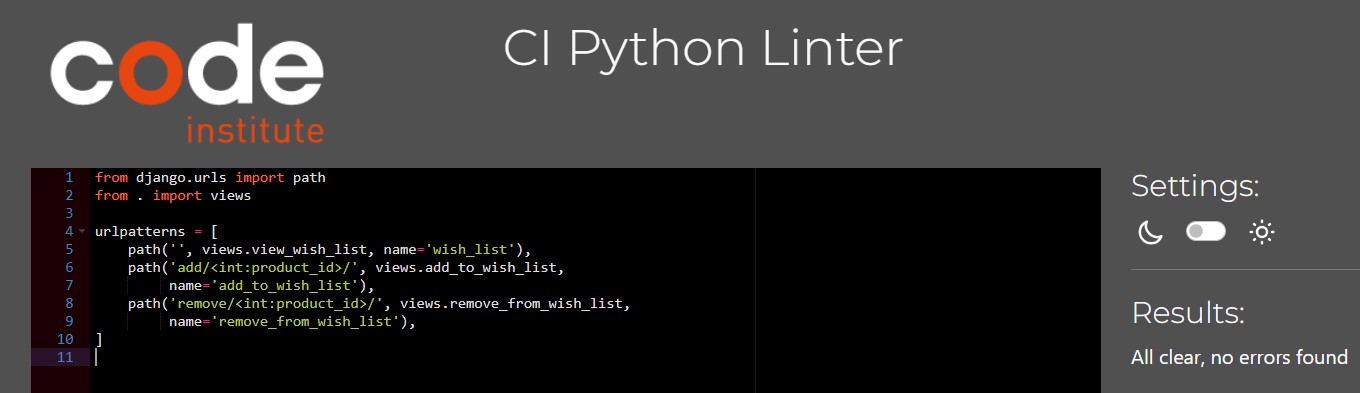 code
institute
CI Python Linter
1 from django.urls import path
2 from . import views
3
4 urlpatterns = [
5     path('', views.view_wish_list, name='wish_list'),
6     path('add/<int:product_id>/', views.add_to_wish_list,
7          name='add_to_wish_list'),
8     path('remove/<int:product_id>/', views.remove_from_wish_list,
9          name='remove_from_wish_list'),
10 ]
11
Settings:
Results:
All clear, no errors found